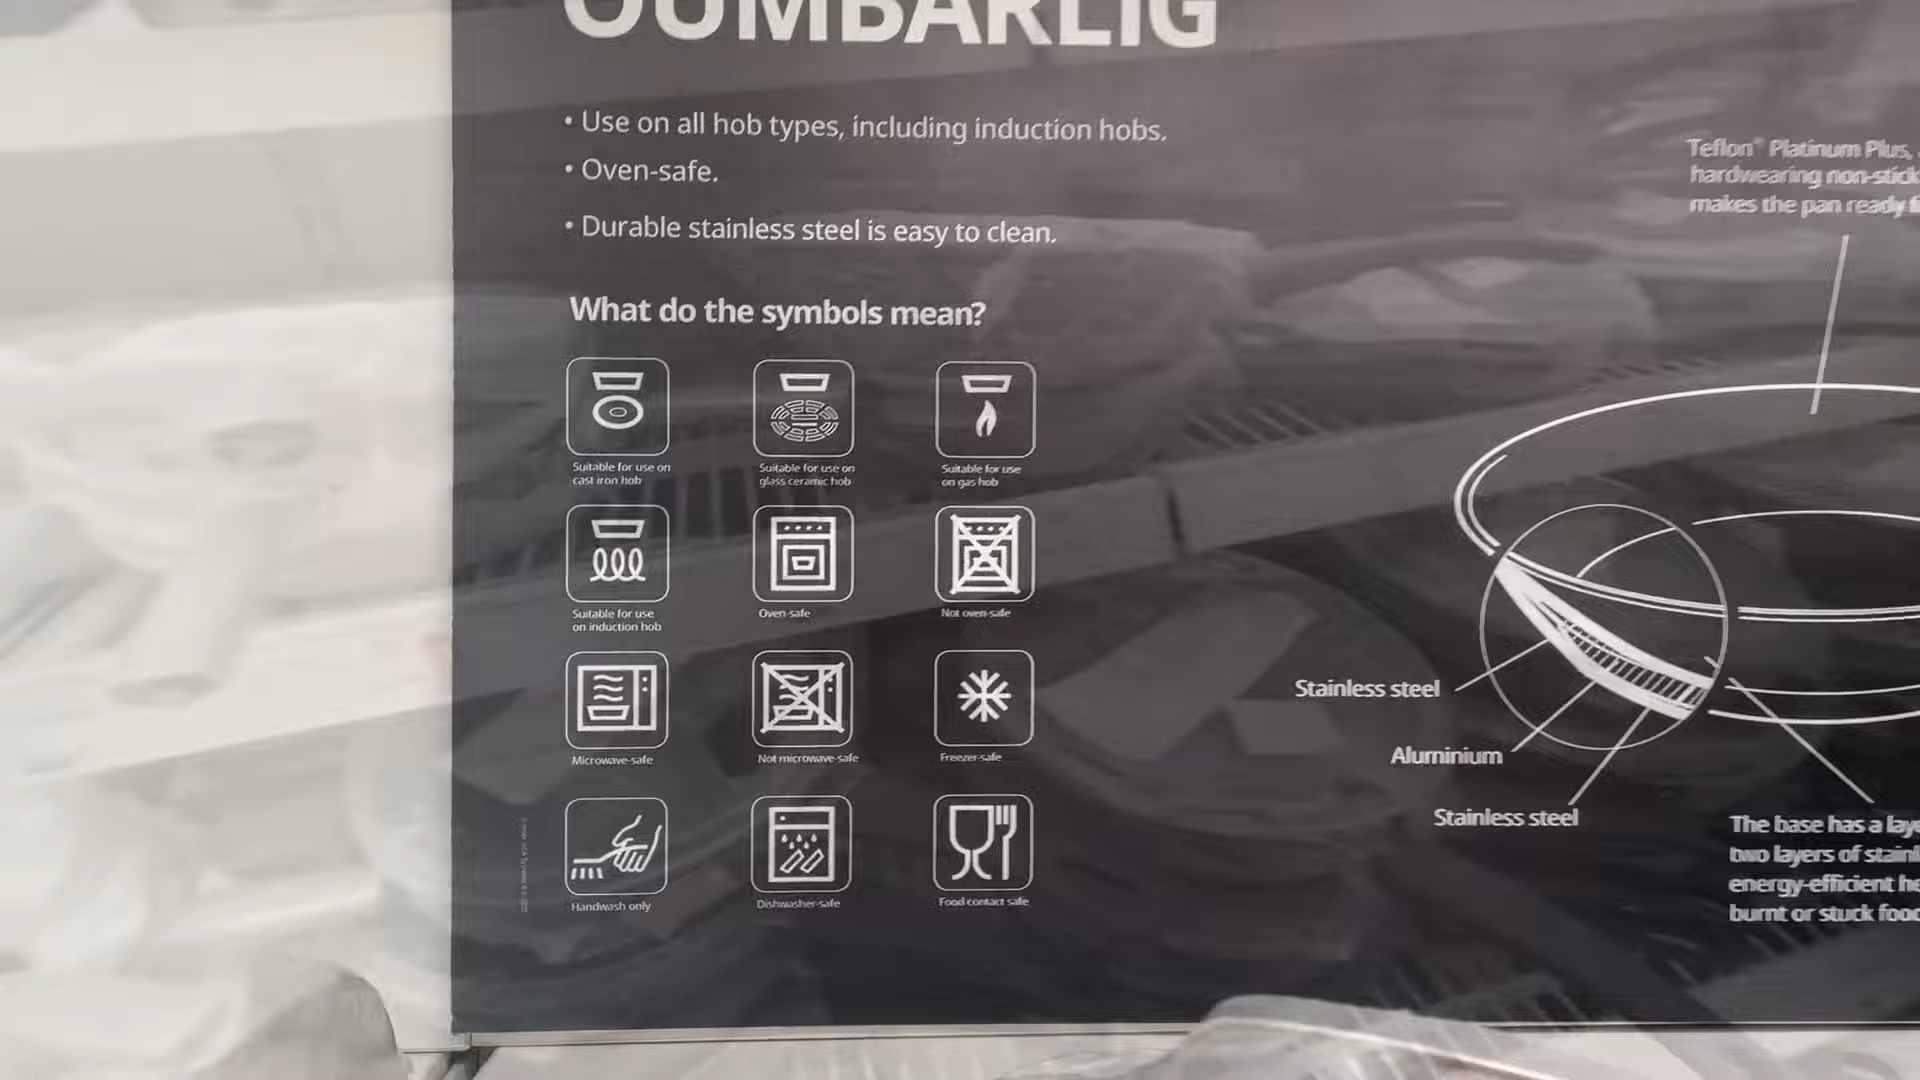 OUMBÄRLIG
• Use on all hob types, including induction hobs.
• Oven-safe.
• Durable stainless steel is easy to clean.
What do the symbols mean?
Suitable for use on
cast iron hob
Suitable for use on
glass ceramic hob
Suitable for use
on gas hob
Suitable for use
on induction hob
Oven-safe
Not oven-safe
Microwave-safe
Not microwave-safe
Freezer-safe
Handwash only
Dishwasher-safe
Food contact safe
Teflon® Platinum Plus,
hardwearing non-stick
makes the pan ready
Stainless steel
Aluminium
Stainless steel
The base has a
two layers of
energy-efficient
burnt or stuck